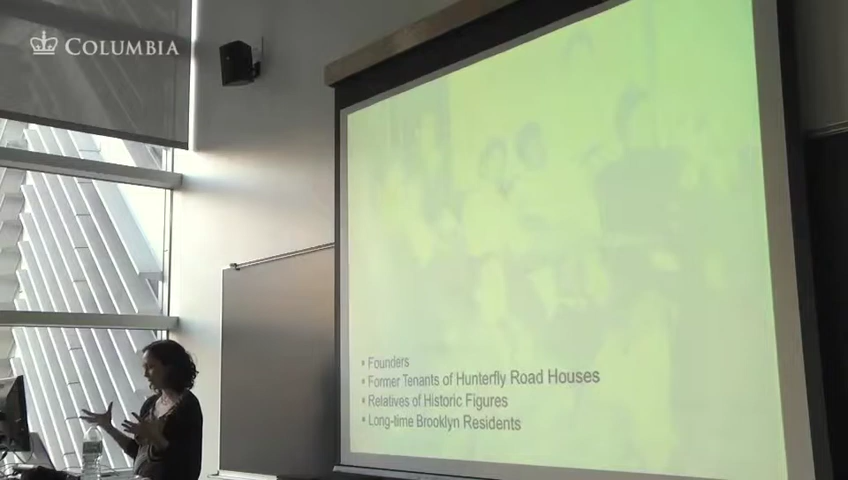 COLUMBIA
• Founders
• Former Tenants of Hunterfly Road Houses
• Relatives of Historic Figures
• Long-time Brooklyn Residents